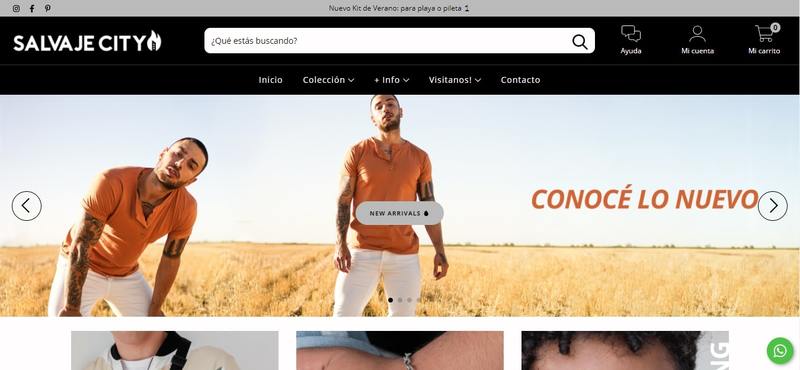 Nuevo Kit de Verano: para playa o pileta
SALVAJE CITY
¿Qué estás buscando?
Ayuda
Mi cuenta
0
Mi carrito
Inicio
Colección
+ Info
Visitanos!
Contacto
CONOCÉ LO NUEVO
NEW ARRIVALS
NG